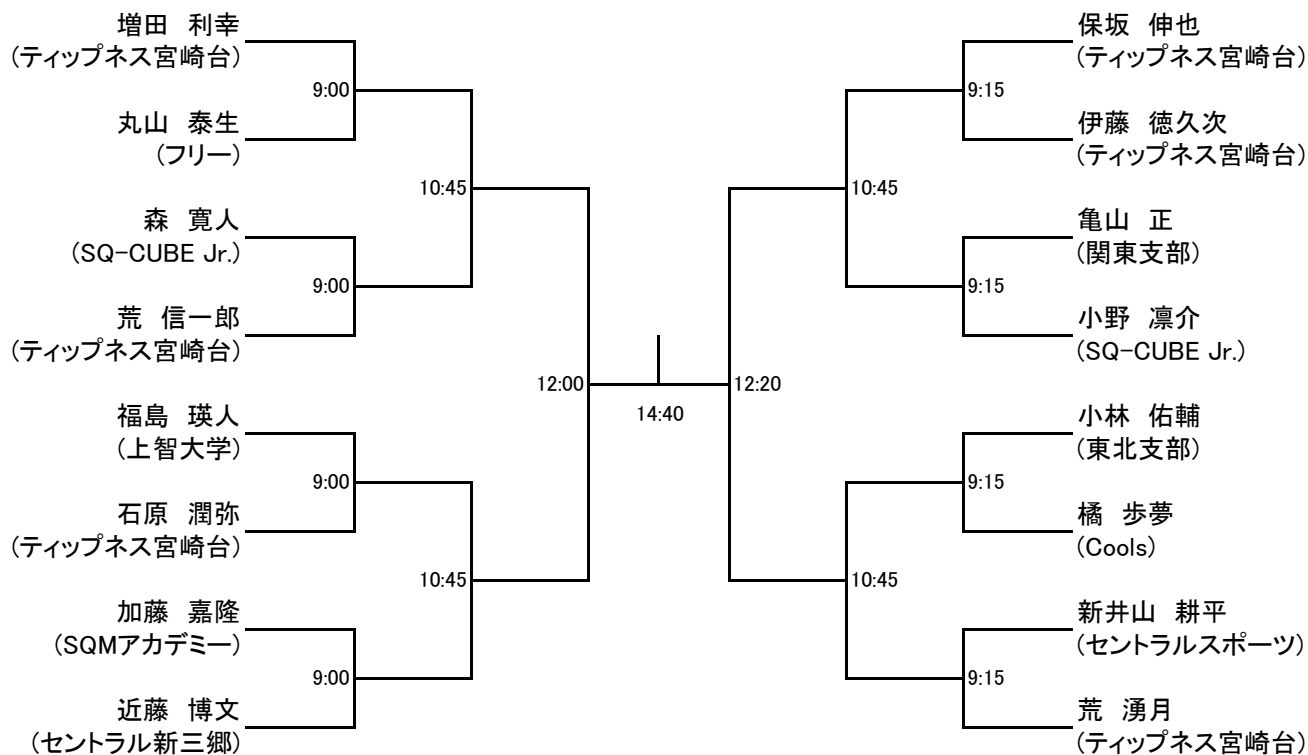 増田　利幸
(ティップネス宮崎台)
9:00
丸山　泰生
(フリー)
10:45
森　寛人
(SQ-CUBE Jr.)
9:00
荒　信一郎
(ティップネス宮崎台)
12:00
福島　瑛人
(上智大学)
9:00
石原　潤弥
(ティップネス宮崎台)
10:45
加藤　嘉隆
(SQMアカデミー)
9:00
近藤　博文
(セントラル新三郷)
14:40
保坂　伸也
(ティップネス宮崎台)
9:15
伊藤　徳久次
(ティップネス宮崎台)
10:45
亀山　正
(関東支部)
9:15
小野　凛介
(SQ-CUBE Jr.)
12:20
小林　佑輔
(東北支部)
9:15
橘　歩夢
(Cools)
10:45
新井山　耕平
(セントラルスポーツ)
9:15
荒　湧月
(ティップネス宮崎台)